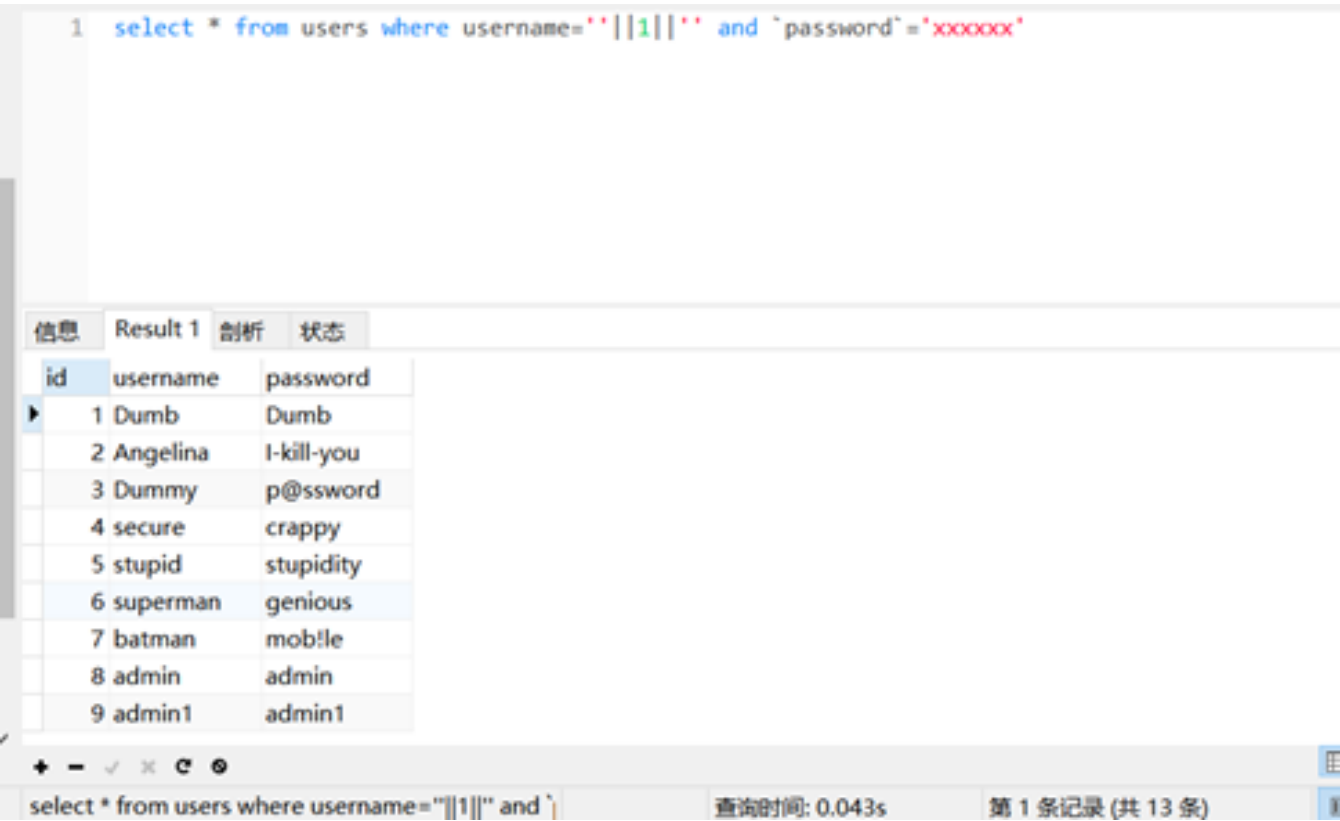 1 select * from users where username=''||1||'' and `password`='xxxxxx'
信息 Result 1 剖析 状态
id username password
1 Dumb Dumb
2 Angelina I-kill-you
3 Dummy p@ssword
4 secure crappy
5 stupid stupidity
6 superman genious
7 batman mob!le
8 admin admin
9 admin1 admin1
select * from users where username=''||1||'' and ` 查询时间: 0.043s 第 1 条记录 (共 13 条)